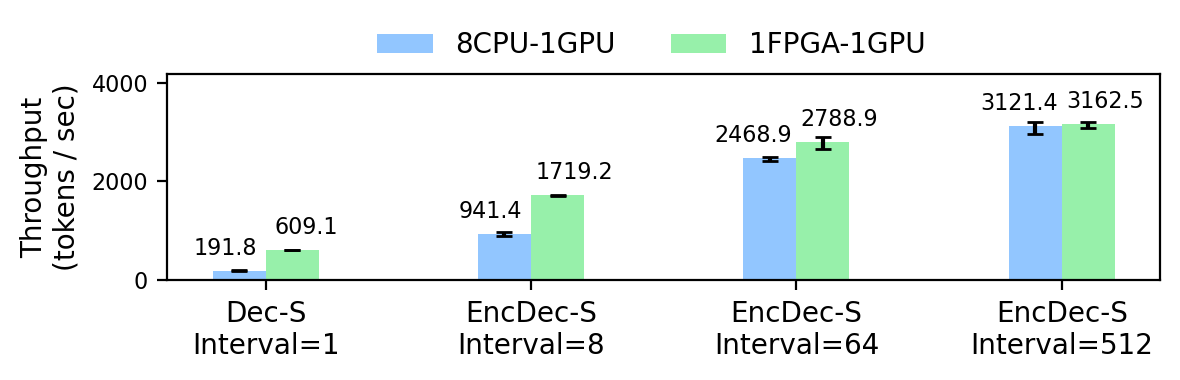 8CPU-1GPU 1FPGA-1GPU
Throughput
(tokens / sec)
4000
2000
0
191.8 609.1
941.4 1719.2
2468.9 2788.9
3121.4 3162.5
Dec-S
Interval=1
EncDec-S
Interval=8
EncDec-S
Interval=64
EncDec-S
Interval=512